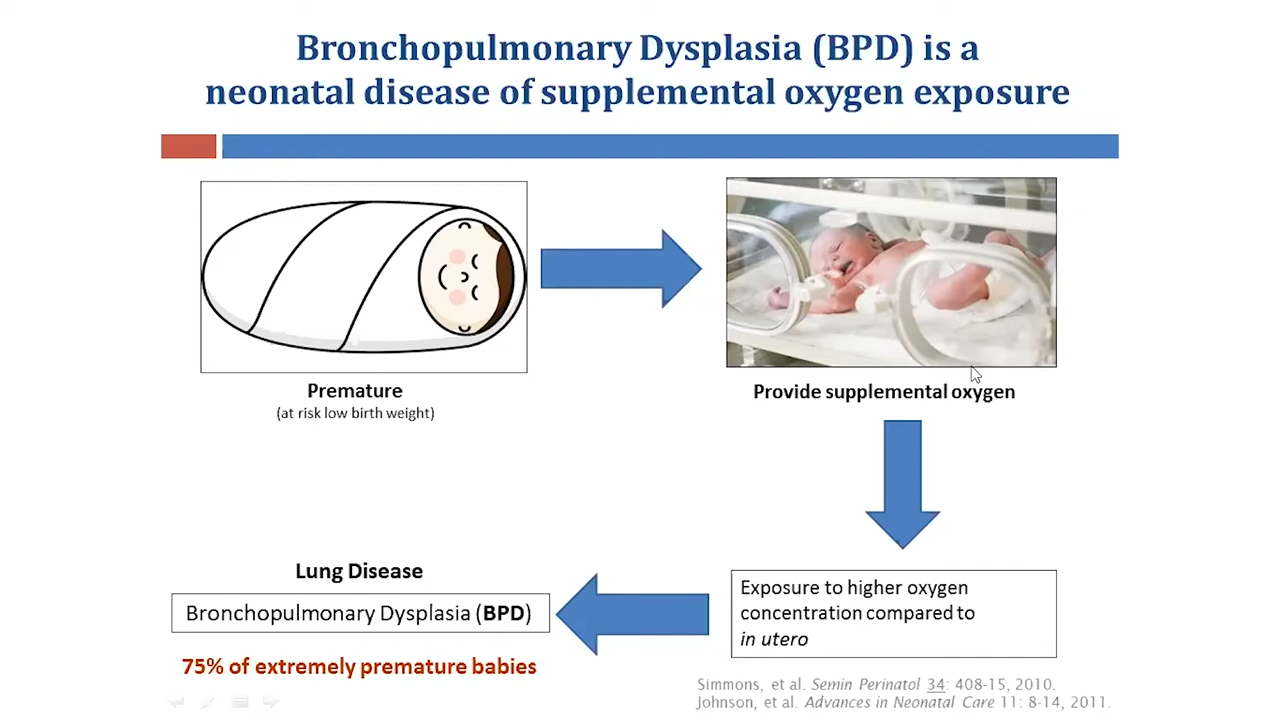 Bronchopulmonary Dysplasia (BPD) is a
neonatal disease of supplemental oxygen exposure
Premature
(at risk low birth weight)
Provide supplemental oxygen
Exposure to higher oxygen
concentration compared to
in utero
Lung Disease
Bronchopulmonary Dysplasia (BPD)
75% of extremely premature babies
Simmons, et al. Semin Perinatol 34: 408-15, 2010.
Johnson, et al. Advances in Neonatal Care 11: 8-14, 2011.